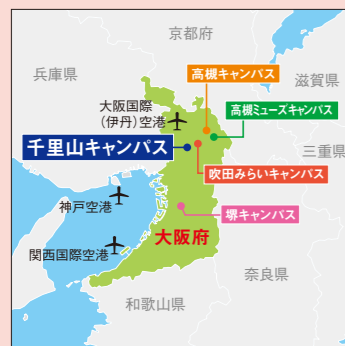 京都府
兵庫県
高槻キャンパス
滋賀県
大阪国際
（伊丹）空港
高槻ミューズキャンパス
千里山キャンパス
三重県
吹田みらいキャンパス
神戸空港
堺キャンパス
大阪府
関西国際空港
奈良県
和歌山県